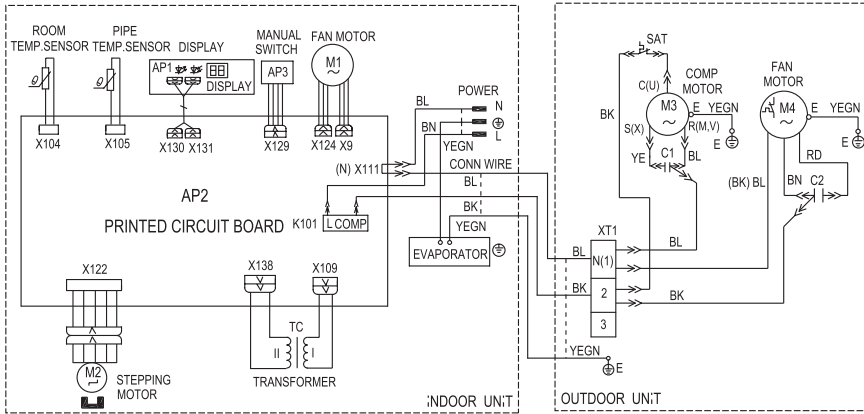 ROOM
TEMP.SENSOR
PIPE
TEMP.SENSOR
DISPLAY
MANUAL
SWITCH
FAN MOTOR
AP1
DISPLAY
AP3
M1
X104
X105
X130
X131
X129
X124
X9
POWER
BL
N
BN
L
YEGN
(N) X111
CONN WIRE
BL
BK
YEGN
AP2
PRINTED CIRCUIT BOARD
K101
L COMP
EVAPORATOR
X122
X138
X109
TC
II
I
TRANSFORMER
M2
STEPPING
MOTOR
INDOOR UNIT
SAT
BK
C(U)
COMP
MOTOR
M3
E
YEGN
E
S(X)
R(M,V)
YE
C1
BL
FAN
MOTOR
M4
E
YEGN
E
RD
(BK) BL
BN
C2
XT1
BL
N(1)
BL
BK
2
BK
3
YEGN
E
OUTDOOR UNIT